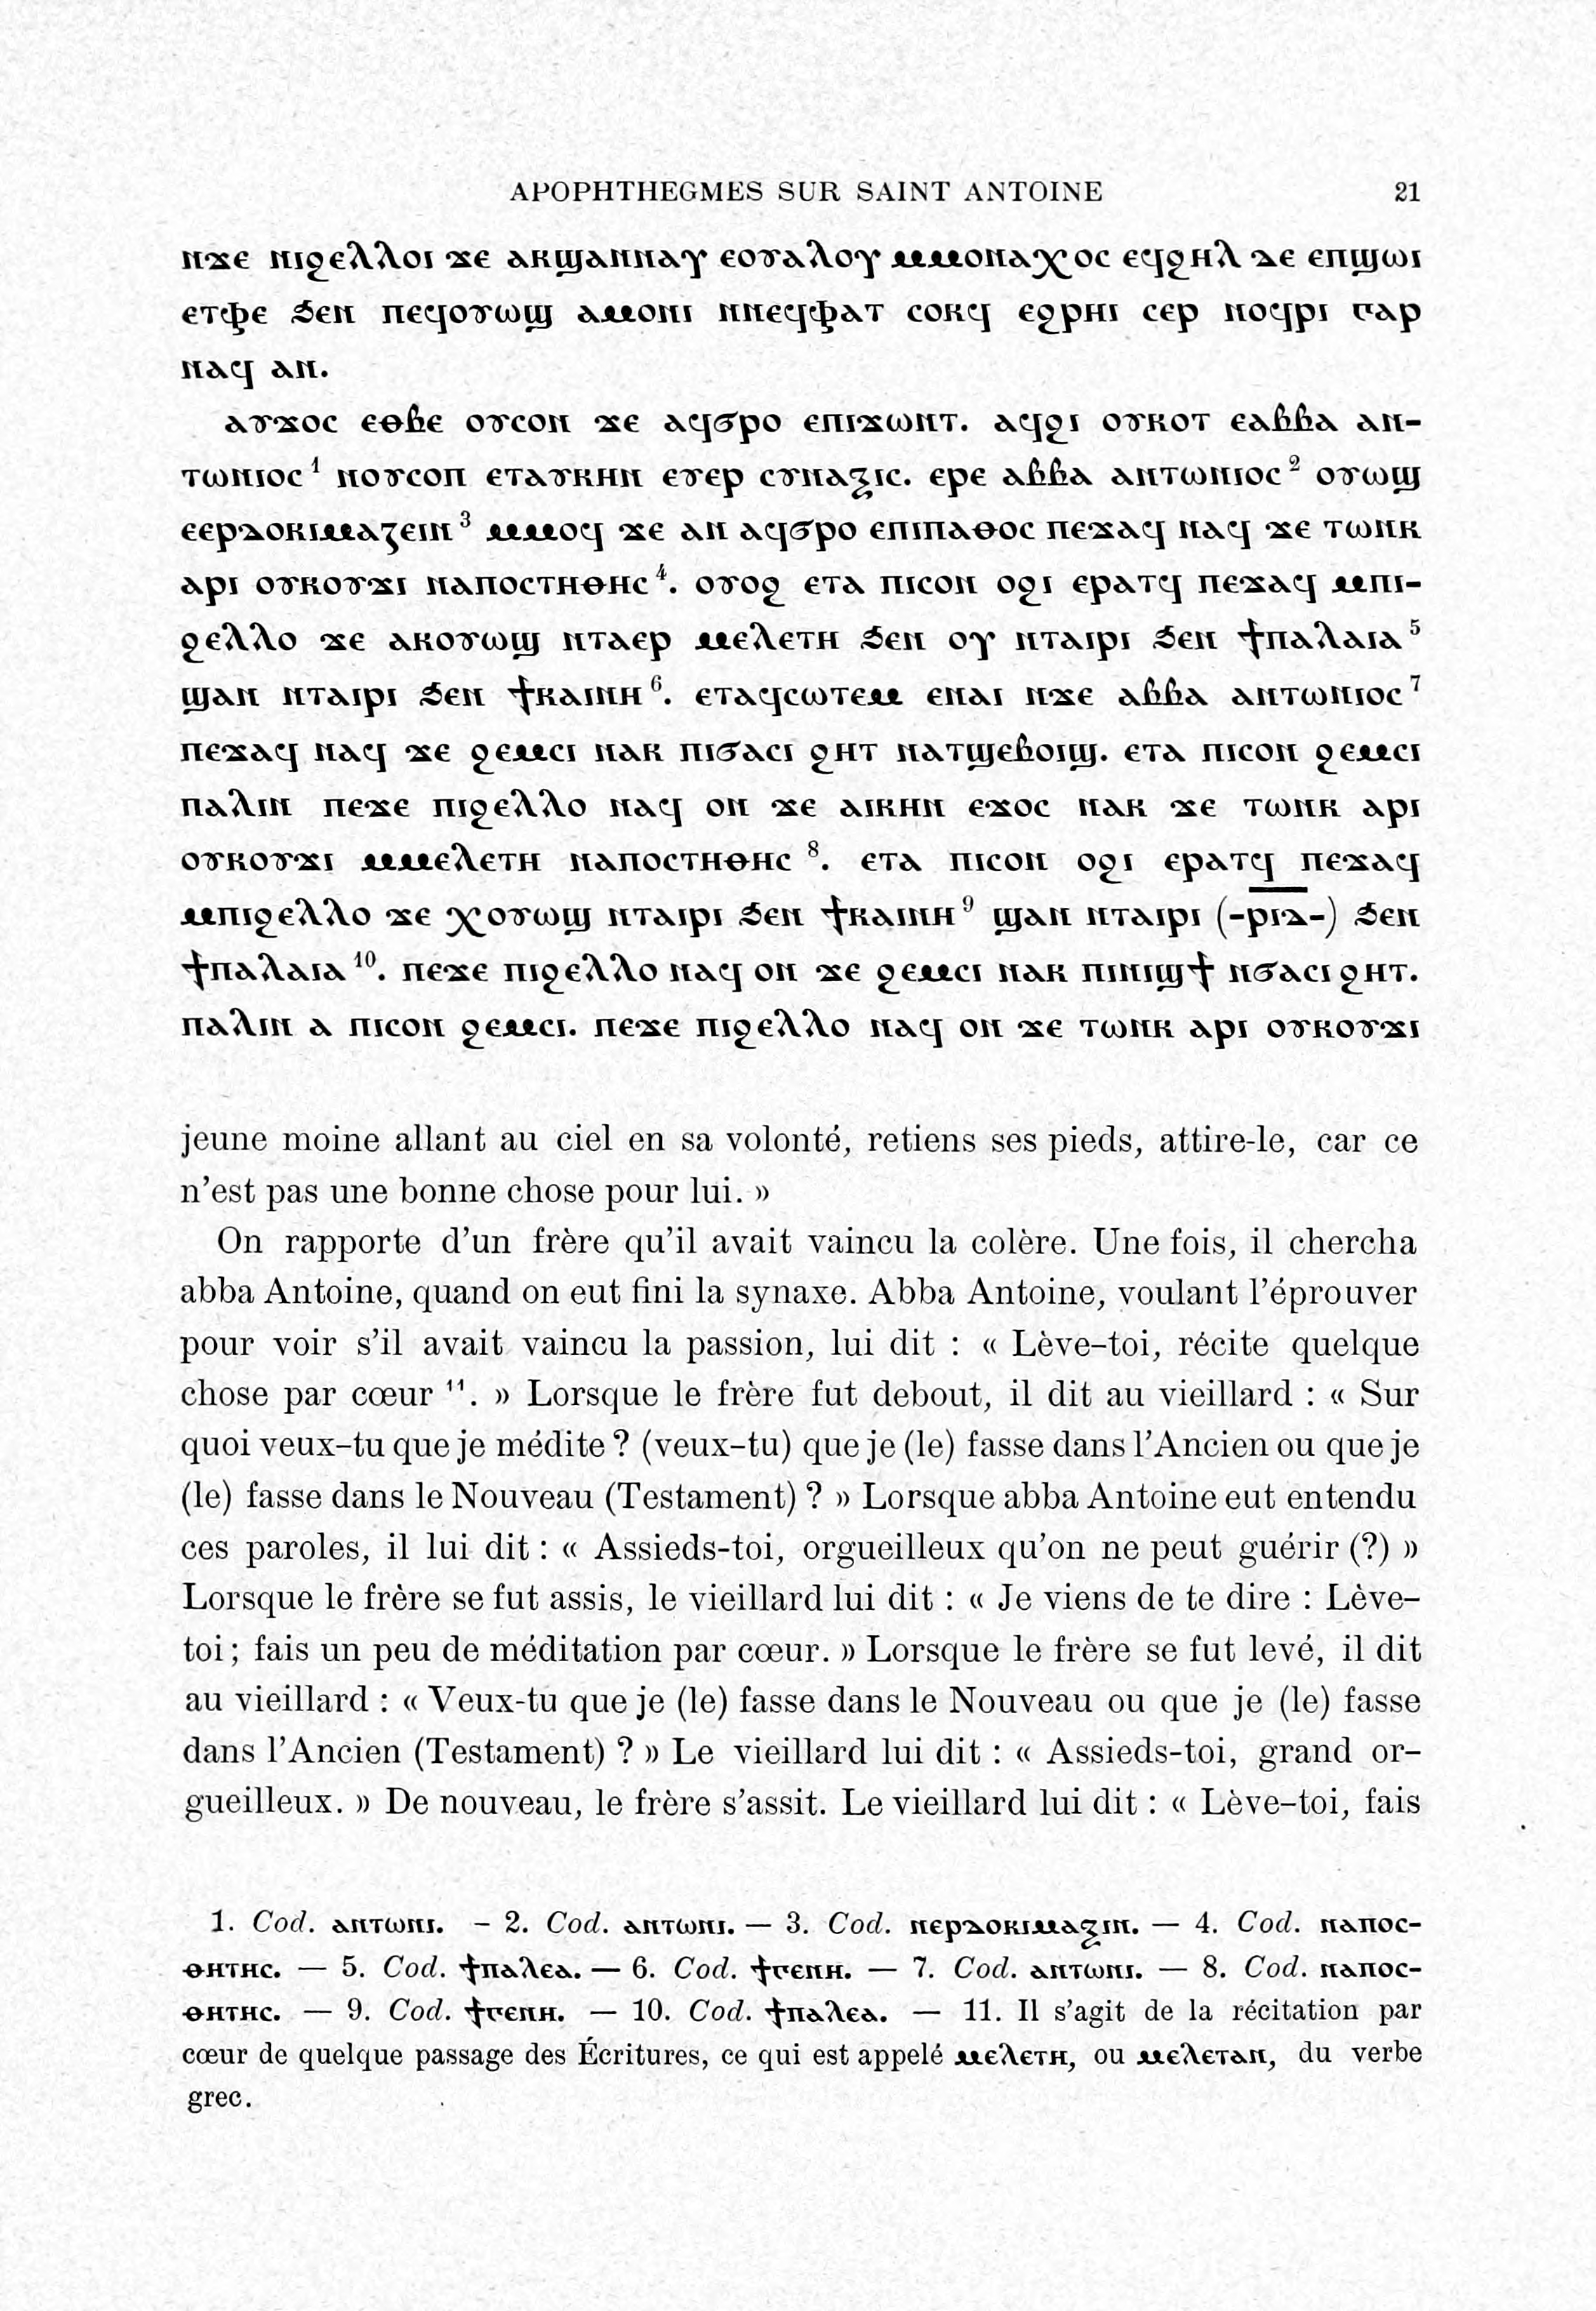 APOPHTHEGMES SUR SAINT ANTOINE 21
ⲛϫⲉ ⲛⲓϩⲉⲗⲗⲟⲓ ϫⲉ ⲁⲕϣⲁⲛⲛⲁⲩ ⲉⲟⲩⲁⲗⲟⲩ ⲙⲙⲟⲛⲁⲭⲟⲥ ⲉϥϩⲏⲗ ⲇⲉ ⲉⲡϣⲱⲓ
ⲉⲧⲫⲉ ϧⲉⲛ ⲡⲉϥⲟⲩⲱϣ ⲁⲙⲟⲛⲓ ⲛⲛⲉϥⲫⲁⲧ ⲥⲟⲕϥ ⲉϩⲣⲏⲓ ⲥⲉⲣ ⲛⲟϥⲣⲓ ⲅⲁⲣ
ⲛⲁϥ ⲁⲛ.
ⲁⲩϫⲟⲥ ⲉⲑⲃⲉ ⲟⲩⲥⲟⲛ ϫⲉ ⲁϥϭⲣⲟ ⲉⲡⲓϫⲱⲛⲧ. ⲁϥϩⲓ ⲟⲩⲕⲟⲧ ⲉⲁⲃⲃⲁ ⲁⲛ-
ⲧⲱⲛⲓⲟⲥ ¹ ⲛⲟⲩⲥⲟⲡ ⲉⲧⲁⲩⲕⲏⲛ ⲉⲩⲉⲣ ⲥⲩⲛⲁⲝⲓⲥ. ⲉⲣⲉ ⲁⲃⲃⲁ ⲁⲛⲧⲱⲛⲓⲟⲥ ² ⲟⲩⲱϣ
ⲉⲉⲣⲇⲟⲕⲓⲙⲁⲍⲉⲓⲛ ³ ⲙⲙⲟϥ ϫⲉ ⲁⲛ ⲁϥϭⲣⲟ ⲉⲡⲓⲡⲁⲑⲟⲥ ⲡⲉϫⲁϥ ⲛⲁϥ ϫⲉ ⲧⲱⲛⲕ
ⲁⲣⲓ ⲟⲩⲕⲟⲩϫⲓ ⲛⲁⲡⲟⲥⲧⲏⲑⲏⲥ ⁴. ⲟⲩⲟϩ ⲉⲧⲁ ⲡⲓⲥⲟⲛ ⲟϩⲓ ⲉⲣⲁⲧϥ ⲡⲉϫⲁϥ ⲙⲡⲓ-
ϩⲉⲗⲗⲟ ϫⲉ ⲁⲕⲟⲩⲱϣ ⲛⲧⲁⲉⲣ ⲙⲉⲗⲉⲧⲏ ϧⲉⲛ ⲟⲩ ⲛⲧⲁⲓⲣⲓ ϧⲉⲛ ϯⲡⲁⲗⲁⲓⲁ ⁵
ϣⲁⲛ ⲛⲧⲁⲓⲣⲓ ϧⲉⲛ ϯⲕⲁⲓⲛⲏ ⁶. ⲉⲧⲁϥⲥⲱⲧⲉⲙ ⲉⲛⲁⲓ ⲛϫⲉ ⲁⲃⲃⲁ ⲁⲛⲧⲱⲛⲓⲟⲥ ⁷
ⲡⲉϫⲁϥ ⲛⲁϥ ϫⲉ ϩⲉⲙⲥⲓ ⲛⲁⲕ ⲡⲓϭⲁⲥⲓ ϩⲏⲧ ⲛⲁⲧϣⲉⲃⲟⲓϣ. ⲉⲧⲁ ⲡⲓⲥⲟⲛ ϩⲉⲙⲥⲓ
ⲡⲁⲗⲓⲛ ⲡⲉϫⲉ ⲡⲓϩⲉⲗⲗⲟ ⲛⲁϥ ⲟⲛ ϫⲉ ⲁⲓⲕⲏⲛ ⲉϫⲟⲥ ⲛⲁⲕ ϫⲉ ⲧⲱⲛⲕ ⲁⲣⲓ
ⲟⲩⲕⲟⲩϫⲓ ⲙⲙⲉⲗⲉⲧⲏ ⲛⲁⲡⲟⲥⲧⲏⲑⲏⲥ ⁸. ⲉⲧⲁ ⲡⲓⲥⲟⲛ ⲟϩⲓ ⲉⲣⲁⲧϥ ⲡⲉϫⲁϥ
ⲙⲡⲓϩⲉⲗⲗⲟ ϫⲉ ⲭⲟⲩⲱϣ ⲛⲧⲁⲓⲣⲓ ϧⲉⲛ ϯⲕⲁⲓⲛⲏ ⁹ ϣⲁⲛ ⲛⲧⲁⲓⲣⲓ (-ⲣ̅ⲓ̅ⲇ̅-) ϧⲉⲛ
ϯⲡⲁⲗⲁⲓⲁ ¹⁰. ⲡⲉϫⲉ ⲡⲓϩⲉⲗⲗⲟ ⲛⲁϥ ⲟⲛ ϫⲉ ϩⲉⲙⲥⲓ ⲛⲁⲕ ⲡⲓⲛⲓϣϯ ⲛϭⲁⲥⲓ ϩⲏⲧ.
ⲡⲁⲗⲓⲛ ⲁ ⲡⲓⲥⲟⲛ ϩⲉⲙⲥⲓ. ⲡⲉϫⲉ ⲡⲓϩⲉⲗⲗⲟ ⲛⲁϥ ⲟⲛ ϫⲉ ⲧⲱⲛⲕ ⲁⲣⲓ ⲟⲩⲕⲟⲩϫⲓ
jeune moine allant au ciel en sa volonté, retiens ses pieds, attire-le, car ce
n'est pas une bonne chose pour lui. »
On rapporte d'un frère qu'il avait vaincu la colère. Une fois, il chercha
abba Antoine, quand on eut fini la synaxe. Abba Antoine, voulant l'éprouver
pour voir s'il avait vaincu la passion, lui dit : « Lève-toi, récite quelque
chose par cœur ¹¹. » Lorsque le frère fut debout, il dit au vieillard : « Sur
quoi veux-tu que je médite ? (veux-tu) que je (le) fasse dans l'Ancien ou que je
(le) fasse dans le Nouveau (Testament) ? » Lorsque abba Antoine eut entendu
ces paroles, il lui dit : « Assieds-toi, orgueilleux qu'on ne peut guérir (?) »
Lorsque le frère se fut assis, le vieillard lui dit : « Je viens de te dire : Lève-
toi ; fais un peu de méditation par cœur. » Lorsque le frère se fut levé, il dit
au vieillard : « Veux-tu que je (le) fasse dans le Nouveau ou que je (le) fasse
dans l'Ancien (Testament) ? » Le vieillard lui dit : « Assieds-toi, grand or-
gueilleux. » De nouveau, le frère s'assit. Le vieillard lui dit : « Lève-toi, fais
1. Cod. ⲁⲛⲧⲱⲛⲓ. – 2. Cod. ⲁⲛⲧⲱⲛⲓ. — 3. Cod. ⲛⲉⲣⲇⲟⲕⲓⲙⲁⲝⲓⲛ. — 4. Cod. ⲛⲁⲡⲟⲥ-
ⲑⲏⲧⲏⲥ. — 5. Cod. ϯⲡⲁⲗⲉⲁ. — 6. Cod. ϯⲅⲉⲛⲏ. — 7. Cod. ⲁⲛⲧⲱⲛⲓ. — 8. Cod. ⲛⲁⲡⲟⲥ-
ⲑⲏⲧⲏⲥ. — 9. Cod. ϯⲅⲉⲛⲏ. — 10. Cod. ϯⲡⲁⲗⲉⲁ. — 11. Il s'agit de la récitation par
cœur de quelque passage des Écritures, ce qui est appelé ⲙⲉⲗⲉⲧⲏ, ou ⲙⲉⲗⲉⲧⲁⲛ, du verbe
grec.